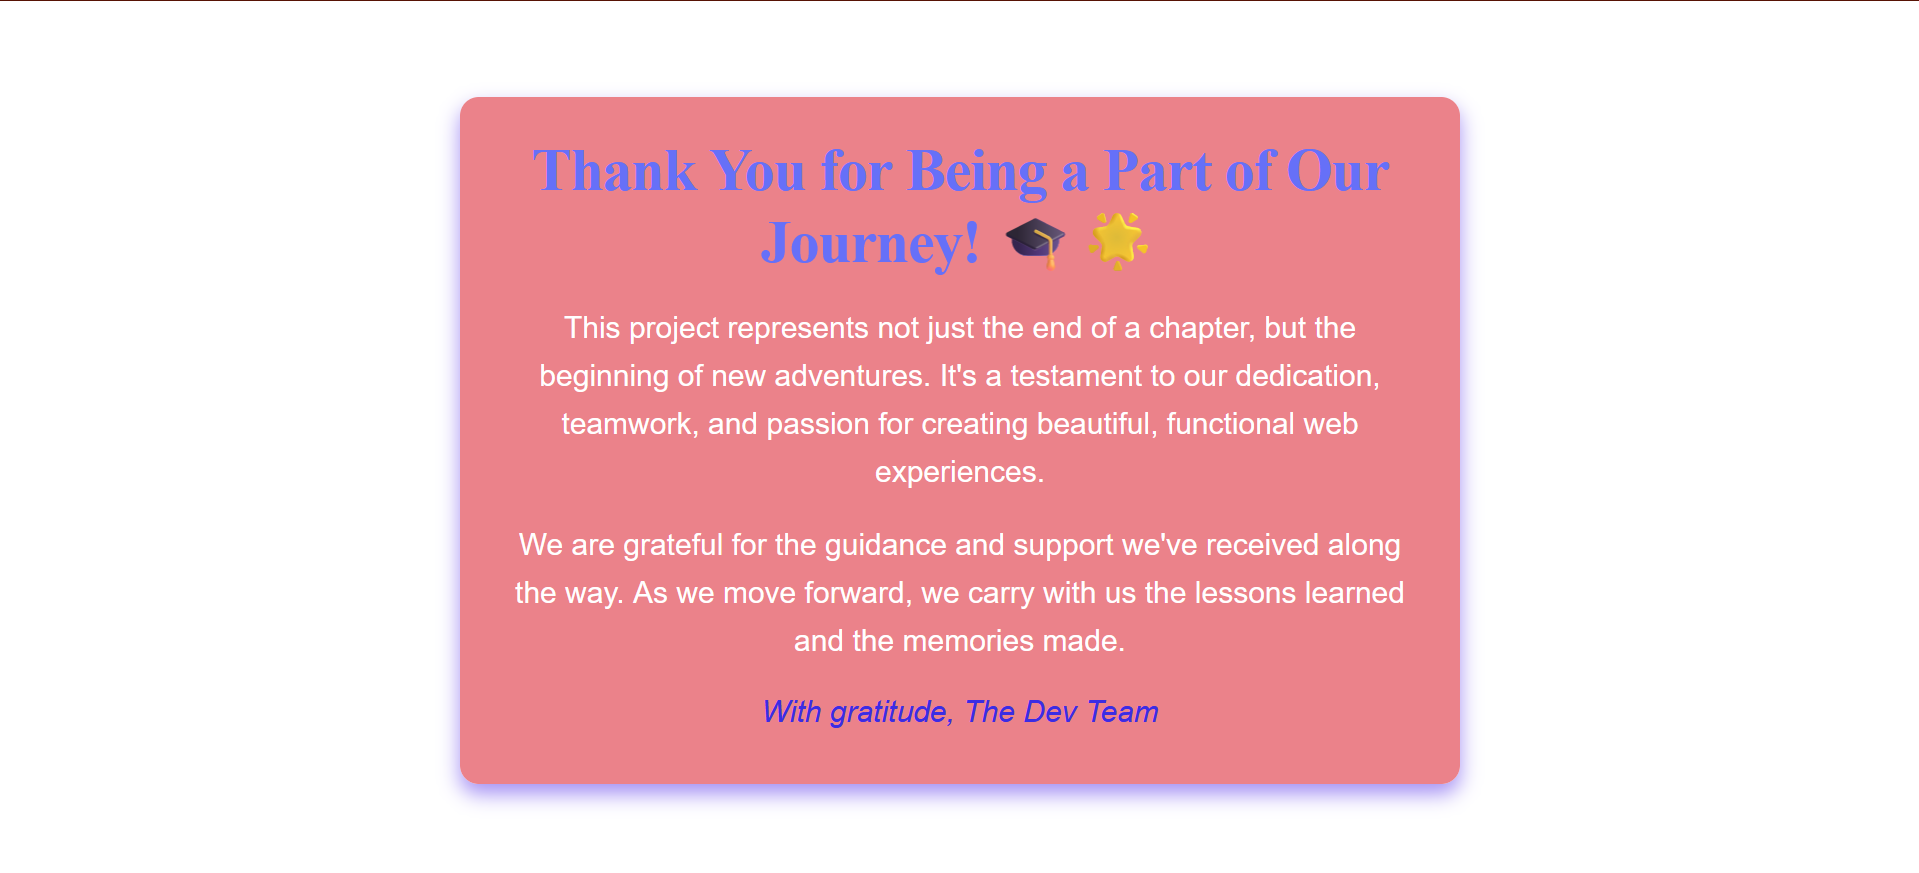 Thank You for Being a Part of Our
Journey! 🎓 🌟
This project represents not just the end of a chapter, but the
beginning of new adventures. It's a testament to our dedication,
teamwork, and passion for creating beautiful, functional web
experiences.
We are grateful for the guidance and support we've received along
the way. As we move forward, we carry with us the lessons learned
and the memories made.
With gratitude, The Dev Team